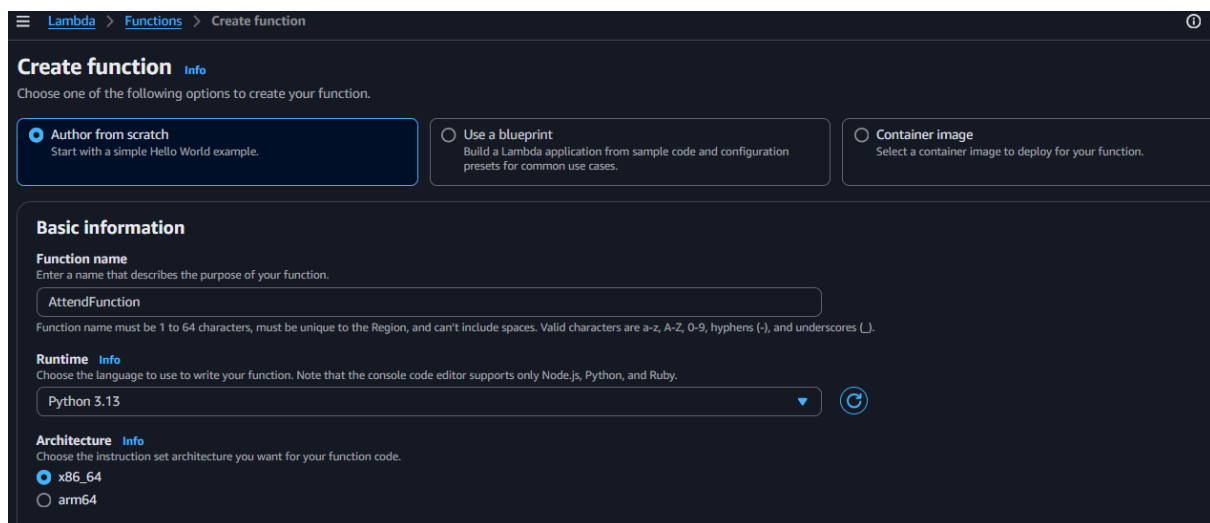 Lambda > Functions > Create function
Create function Info
Choose one of the following options to create your function.
Author from scratch
Start with a simple Hello World example.
Use a blueprint
Build a Lambda application from sample code and configuration
presets for common use cases.
Container image
Select a container image to deploy for your function.
Basic information
Function name
Enter a name that describes the purpose of your function.
AttendFunction
Function name must be 1 to 64 characters, must be unique to the Region, and can't include spaces. Valid characters are a-z, A-Z, 0-9, hyphens (-), and underscores (_).
Runtime Info
Choose the language to use to write your function. Note that the console code editor supports only Node.js, Python, and Ruby.
Python 3.13
Architecture Info
Choose the instruction set architecture you want for your function code.
x86_64
arm64